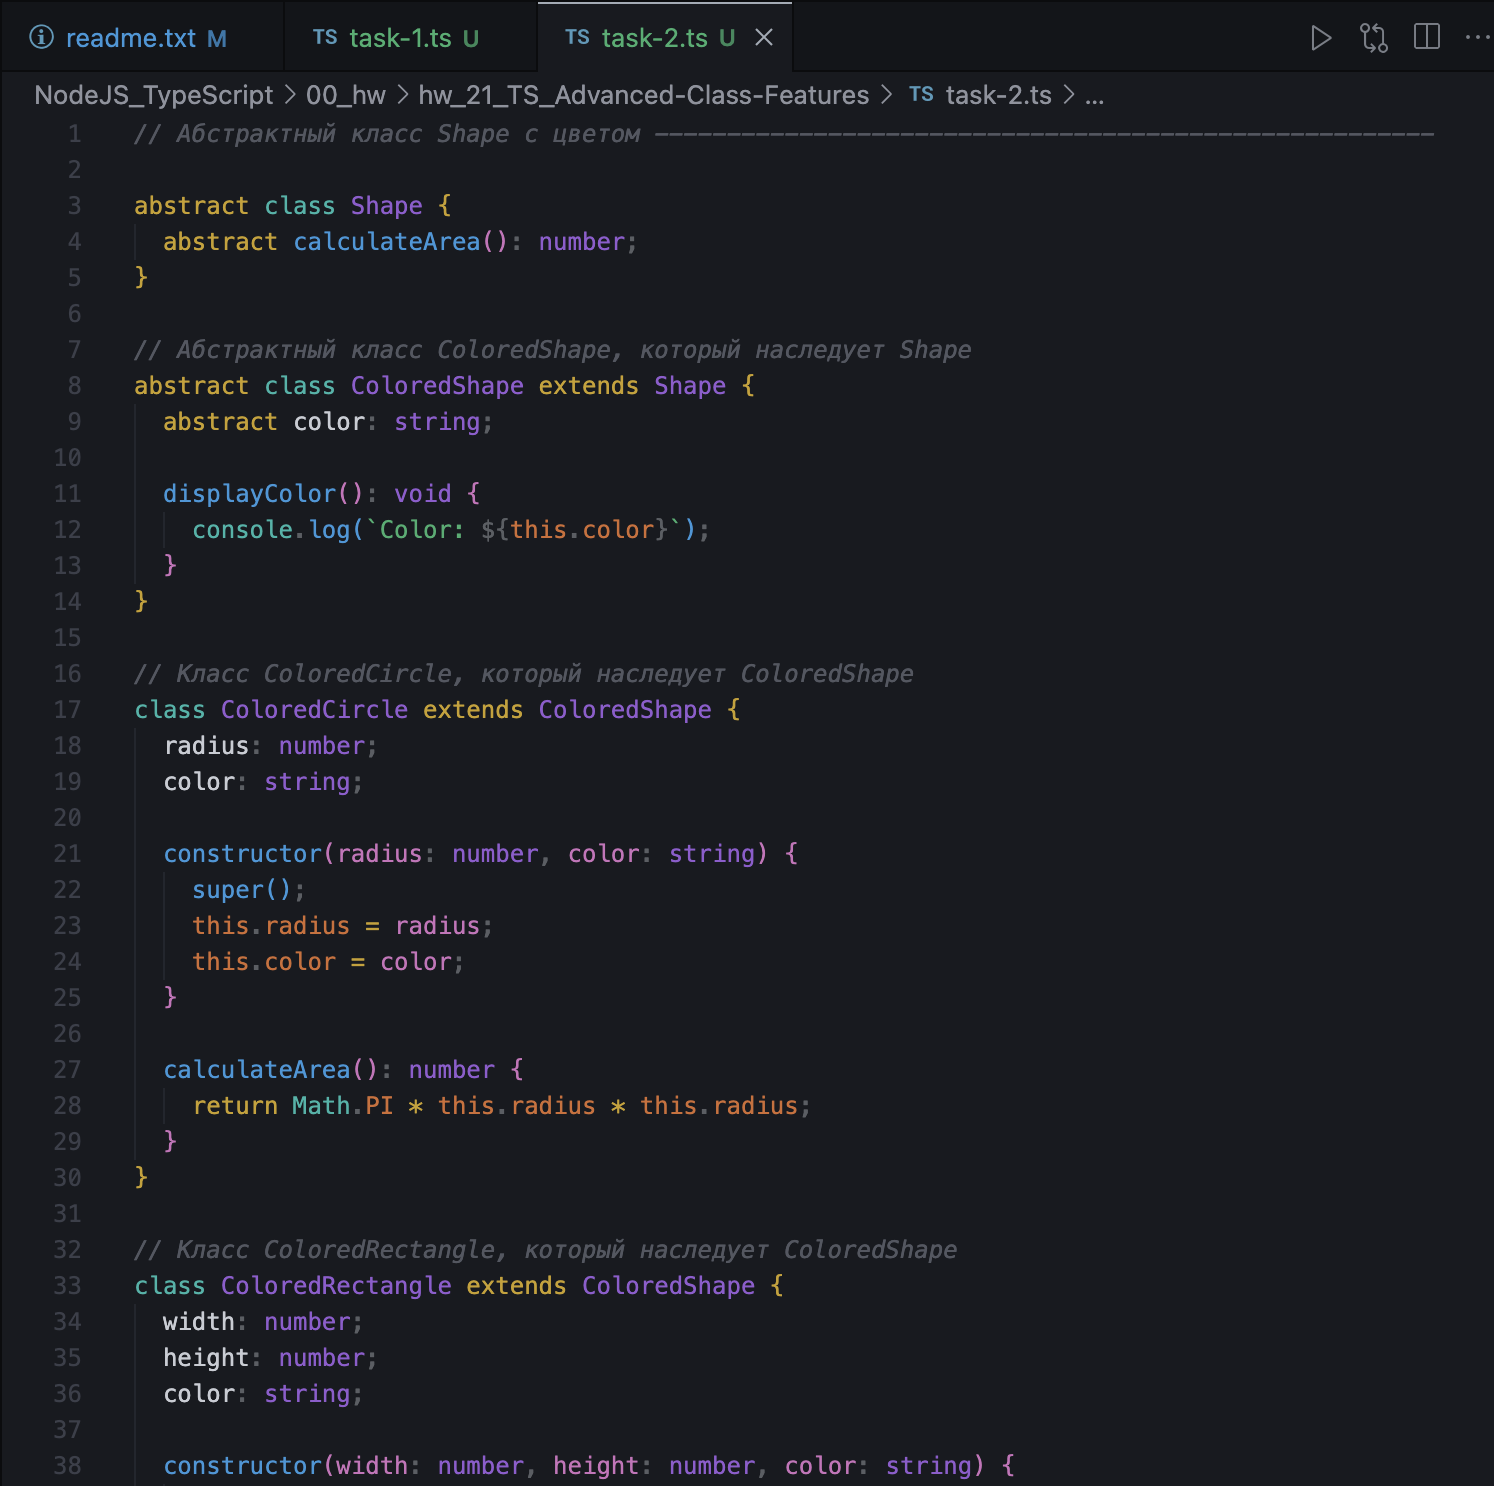 readme.txt M
TS task-1.ts U
TS task-2.ts U
NodeJS_TypeScript > 00_hw > hw_21_TS_Advanced-Class-Features > TS task-2.ts > ...
1 // Абстрактный класс Shape с цветом ------------------------------------------------------
2
3 abstract class Shape {
4   abstract calculateArea(): number;
5 }
6
7 // Абстрактный класс ColoredShape, который наследует Shape
8 abstract class ColoredShape extends Shape {
9   abstract color: string;
10
11   displayColor(): void {
12     console.log(`Color: ${this.color}`);
13   }
14 }
15
16 // Класс ColoredCircle, который наследует ColoredShape
17 class ColoredCircle extends ColoredShape {
18   radius: number;
19   color: string;
20
21   constructor(radius: number, color: string) {
22     super();
23     this.radius = radius;
24     this.color = color;
25   }
26
27   calculateArea(): number {
28     return Math.PI * this.radius * this.radius;
29   }
30 }
31
32 // Класс ColoredRectangle, который наследует ColoredShape
33 class ColoredRectangle extends ColoredShape {
34   width: number;
35   height: number;
36   color: string;
37
38   constructor(width: number, height: number, color: string) {